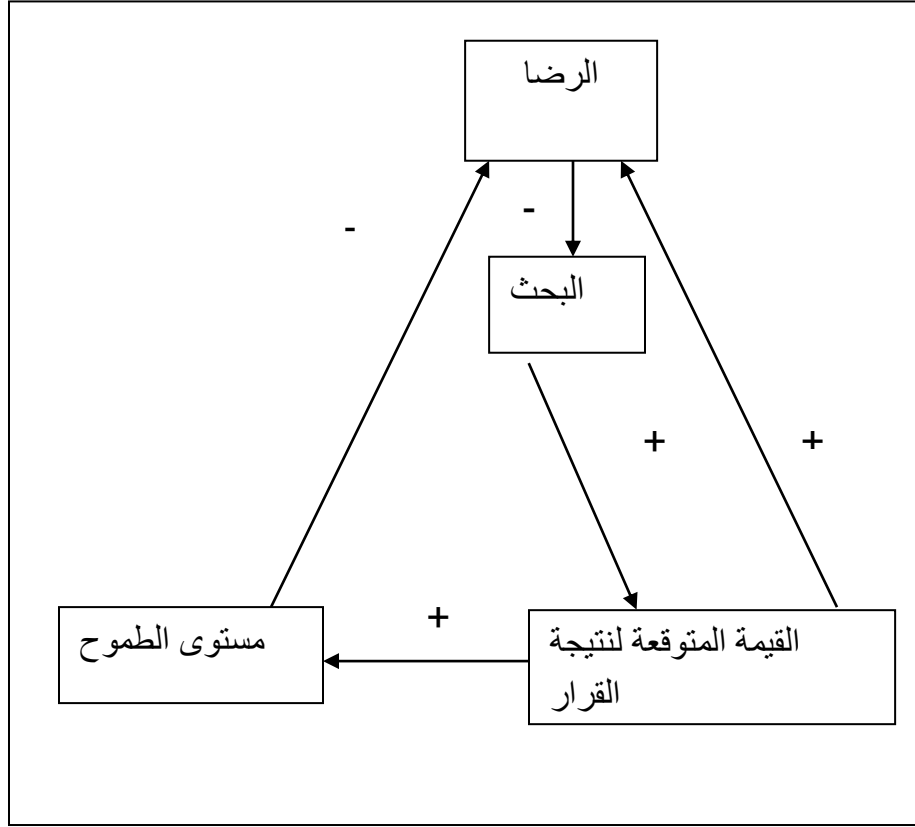 الرضا
-
-
البحث
+
+
+
مستوى الطموح
القيمة المتوقعة لنتيجة
القرار